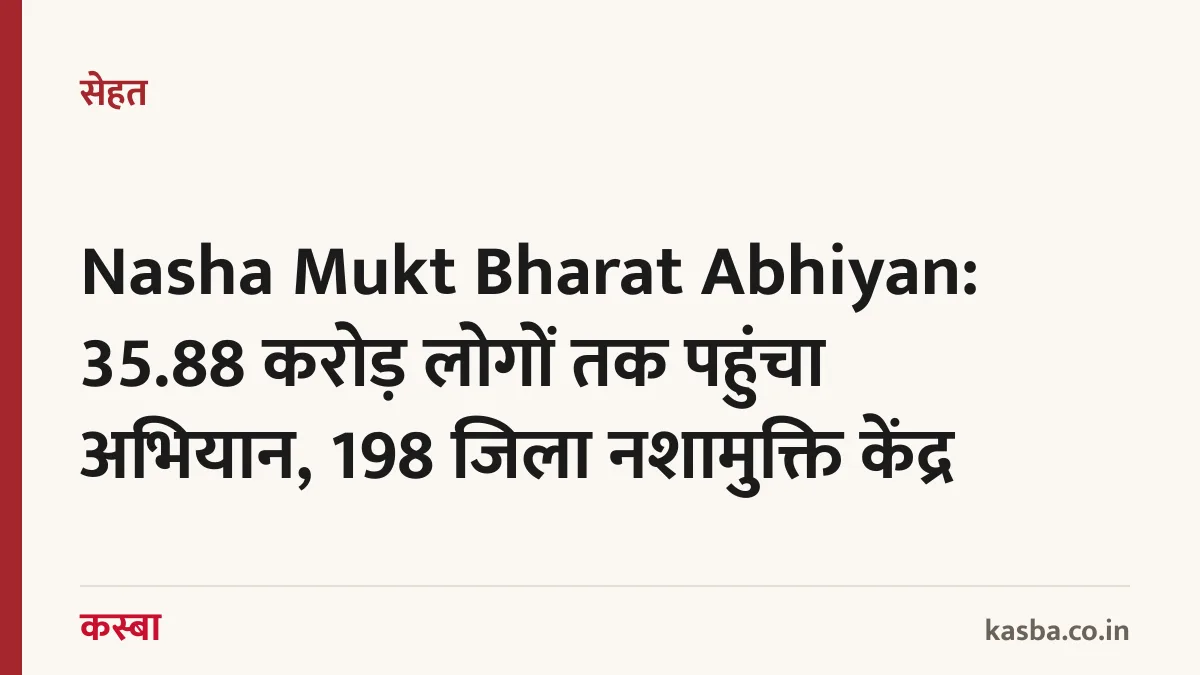 सेहत
Nasha Mukt Bharat Abhiyan:
35.88 करोड़ लोगों तक पहुंचा
अभियान, 198 जिला नशामुक्ति केंद्र
कस्बा
kasba.co.in